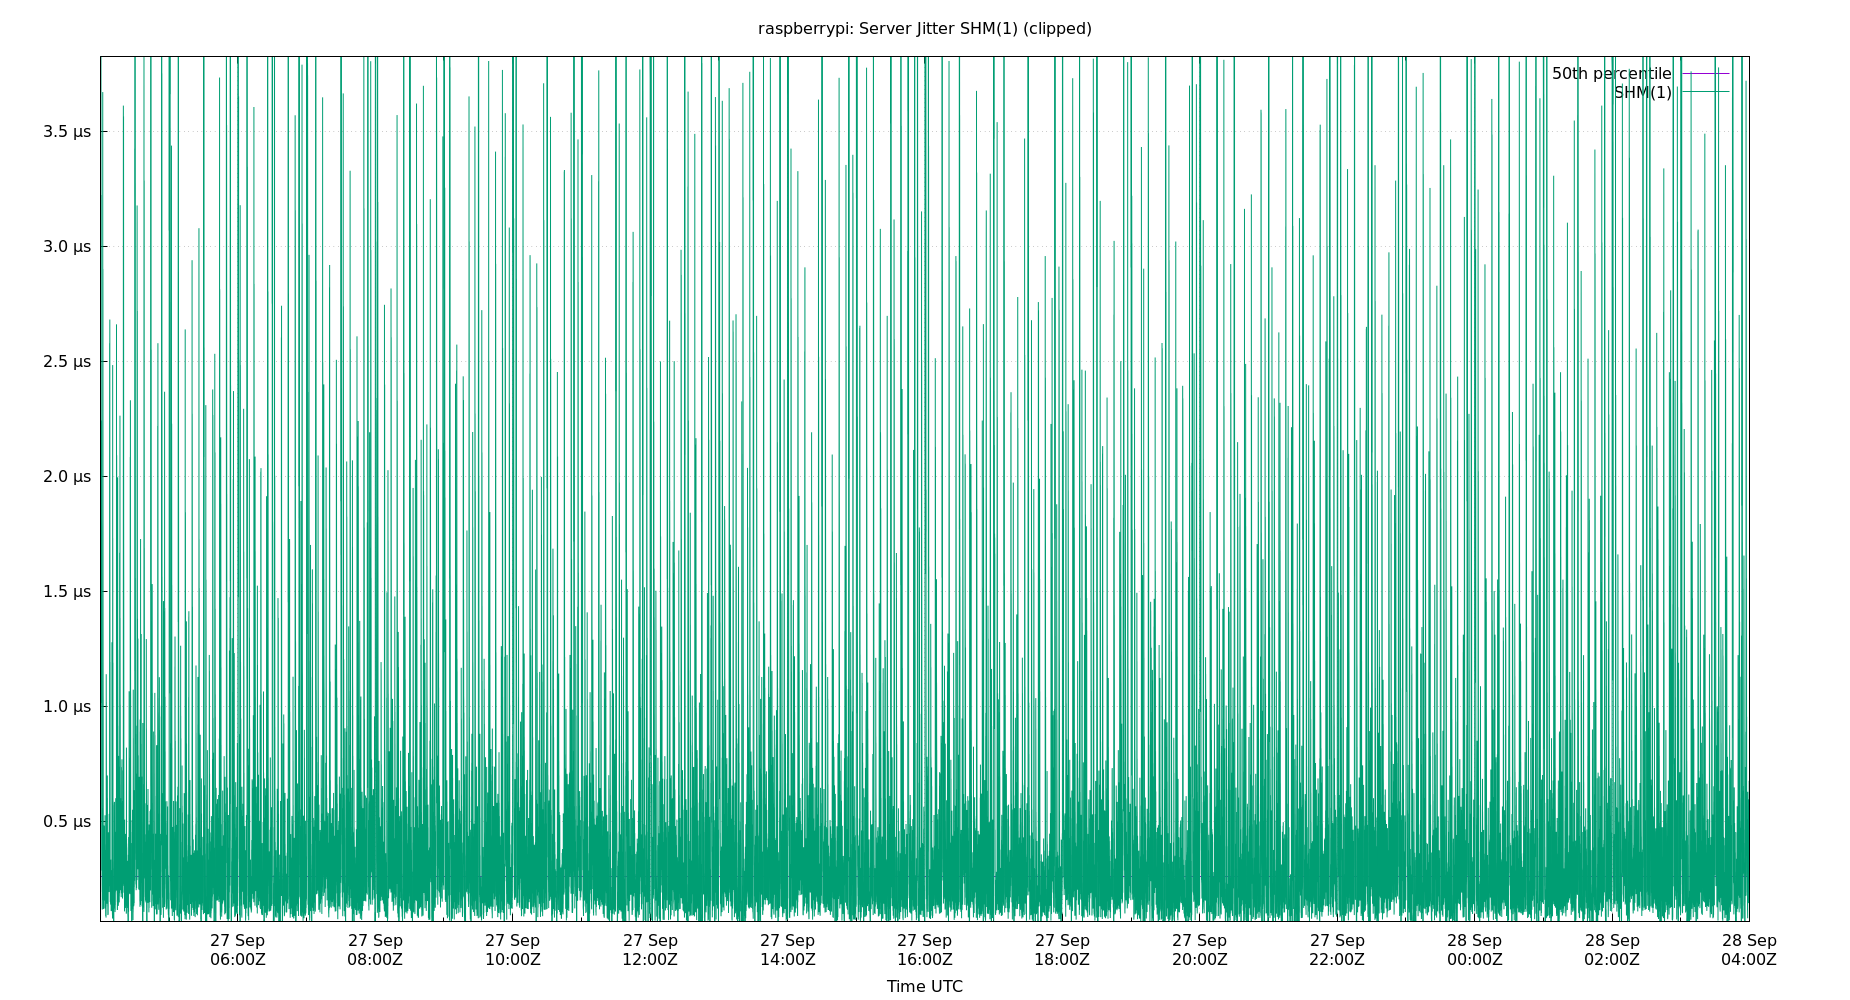 raspberrypi: Server Jitter SHM(1) (clipped)
50th percentile
SHM(1)
3.5 µs
3.0 µs
2.5 µs
2.0 µs
1.5 µs
1.0 µs
0.5 µs
27 Sep 27 Sep 27 Sep 27 Sep 27 Sep 27 Sep 27 Sep 27 Sep 27 Sep 28 Sep 28 Sep 28 Sep
06:00Z 08:00Z 10:00Z 12:00Z 14:00Z 16:00Z 18:00Z 20:00Z 22:00Z 00:00Z 02:00Z 04:00Z
Time UTC